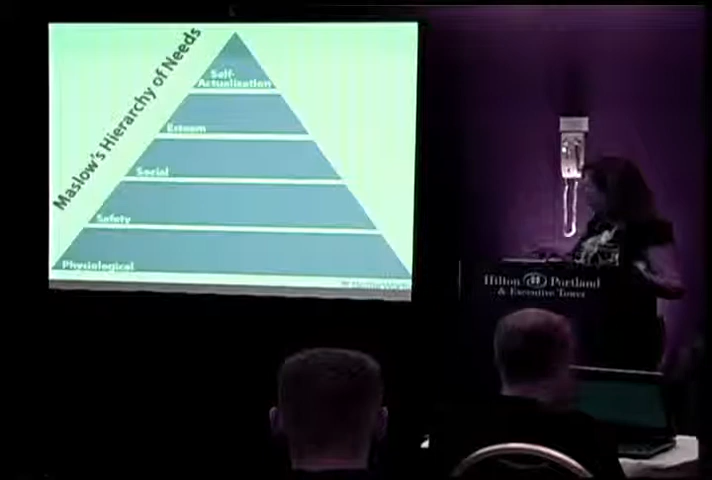 Maslow's Hierarchy of Needs
Self-
Actualization
Esteem
Social
Safety
Physiological
Hilton Portland
& Executive Tower